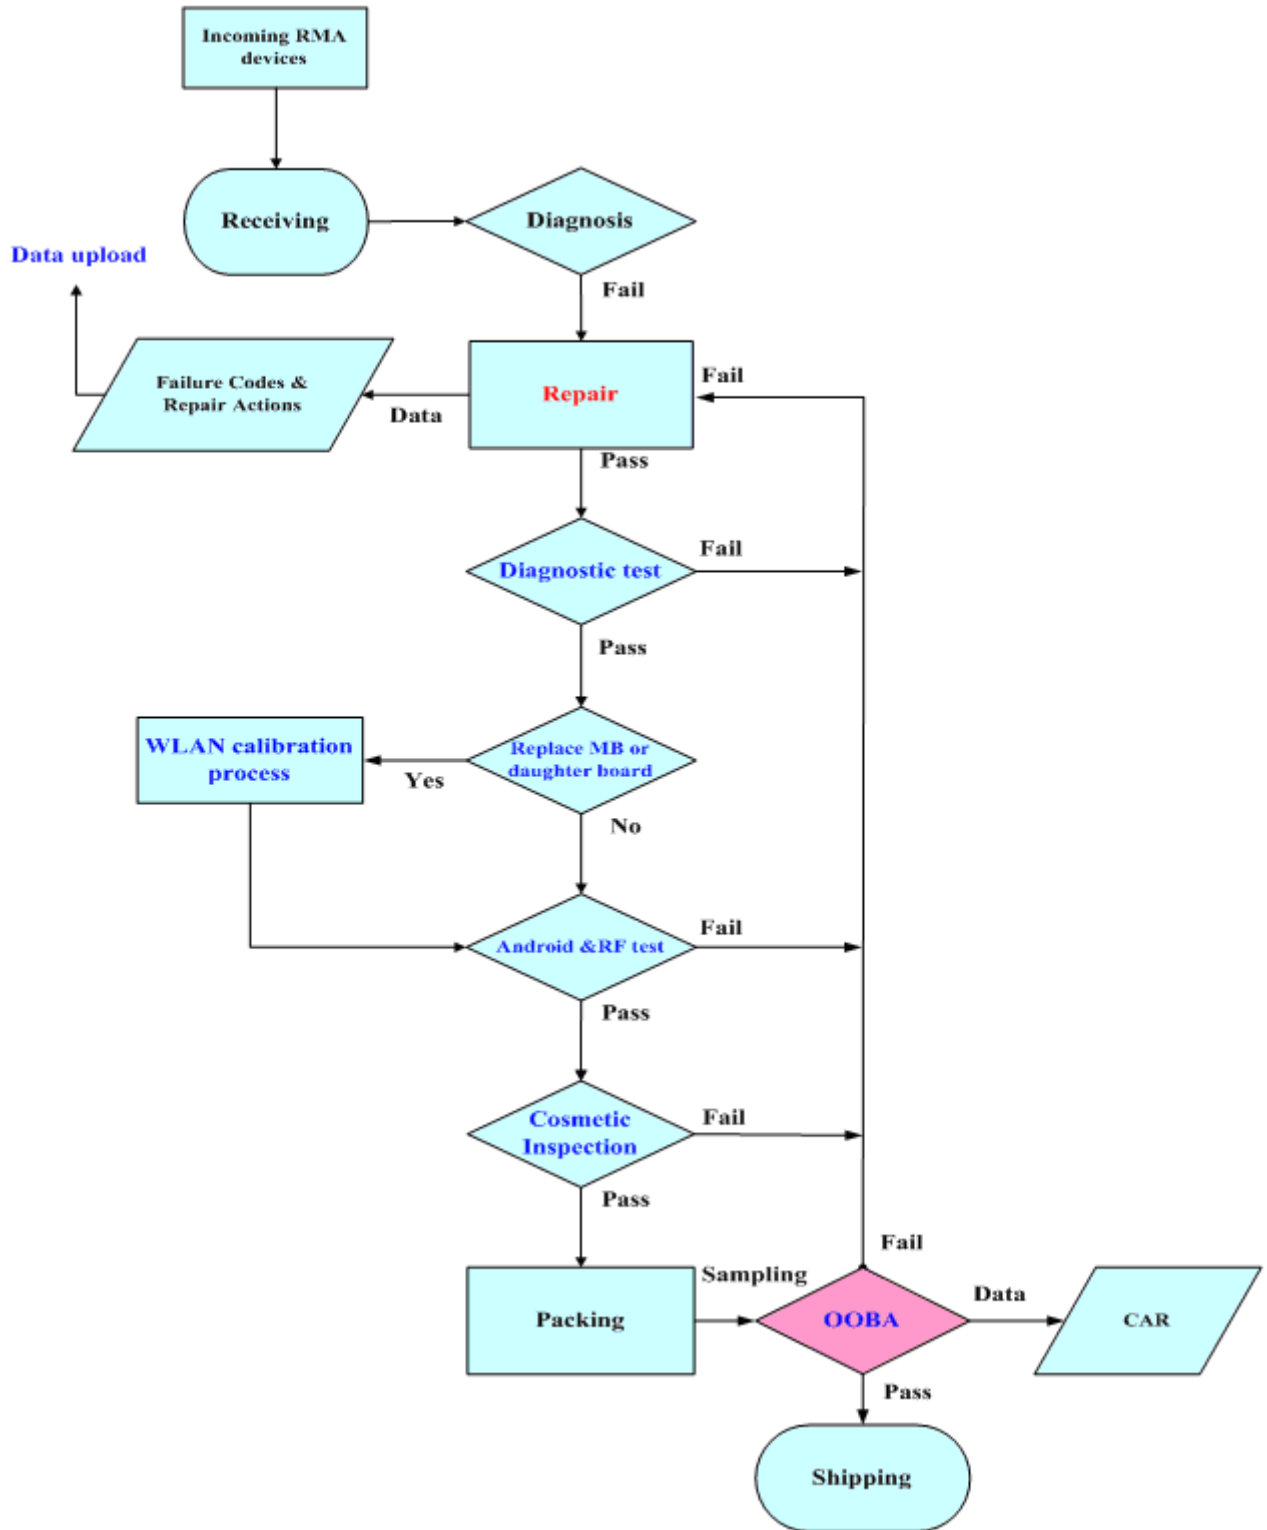 Incoming RMA
devices
Receiving
Diagnosis
Data upload
Fail
Failure Codes &
Repair Actions
Data
Repair
Fail
Pass
Diagnostic test
Fail
Pass
WLAN calibration
process
Yes
Replace MB or
daughter board
No
Android &RF test
Fail
Pass
Cosmetic
Inspection
Fail
Pass
Packing
Sampling
Fail
OOBA
Data
CAR
Pass
Shipping